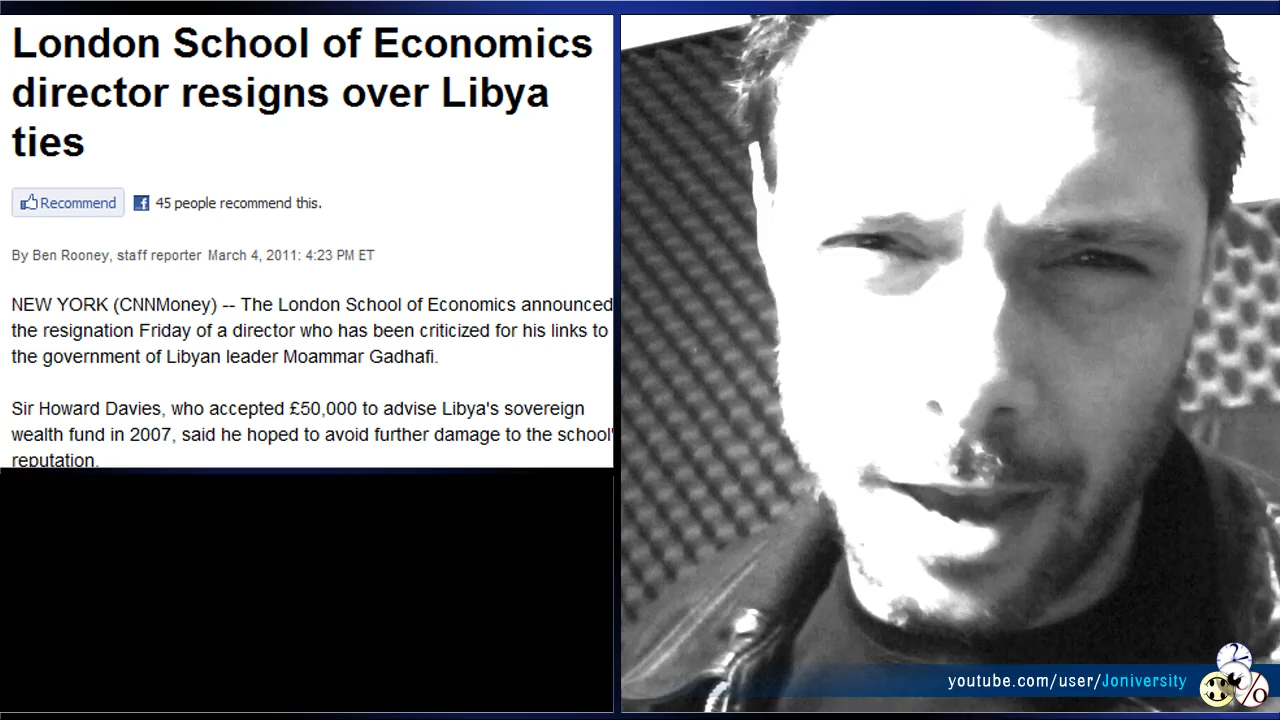 London School of Economics
director resigns over Libya
ties
Recommend
45 people recommend this.
By Ben Rooney, staff reporter March 4, 2011: 4:23 PM ET
NEW YORK (CNNMoney) -- The London School of Economics announced
the resignation Friday of a director who has been criticized for his links to
the government of Libyan leader Moammar Gadhafi.
Sir Howard Davies, who accepted £50,000 to advise Libya's sovereign
wealth fund in 2007, said he hoped to avoid further damage to the school'
reputation.
youtube.com/user/Joniversity